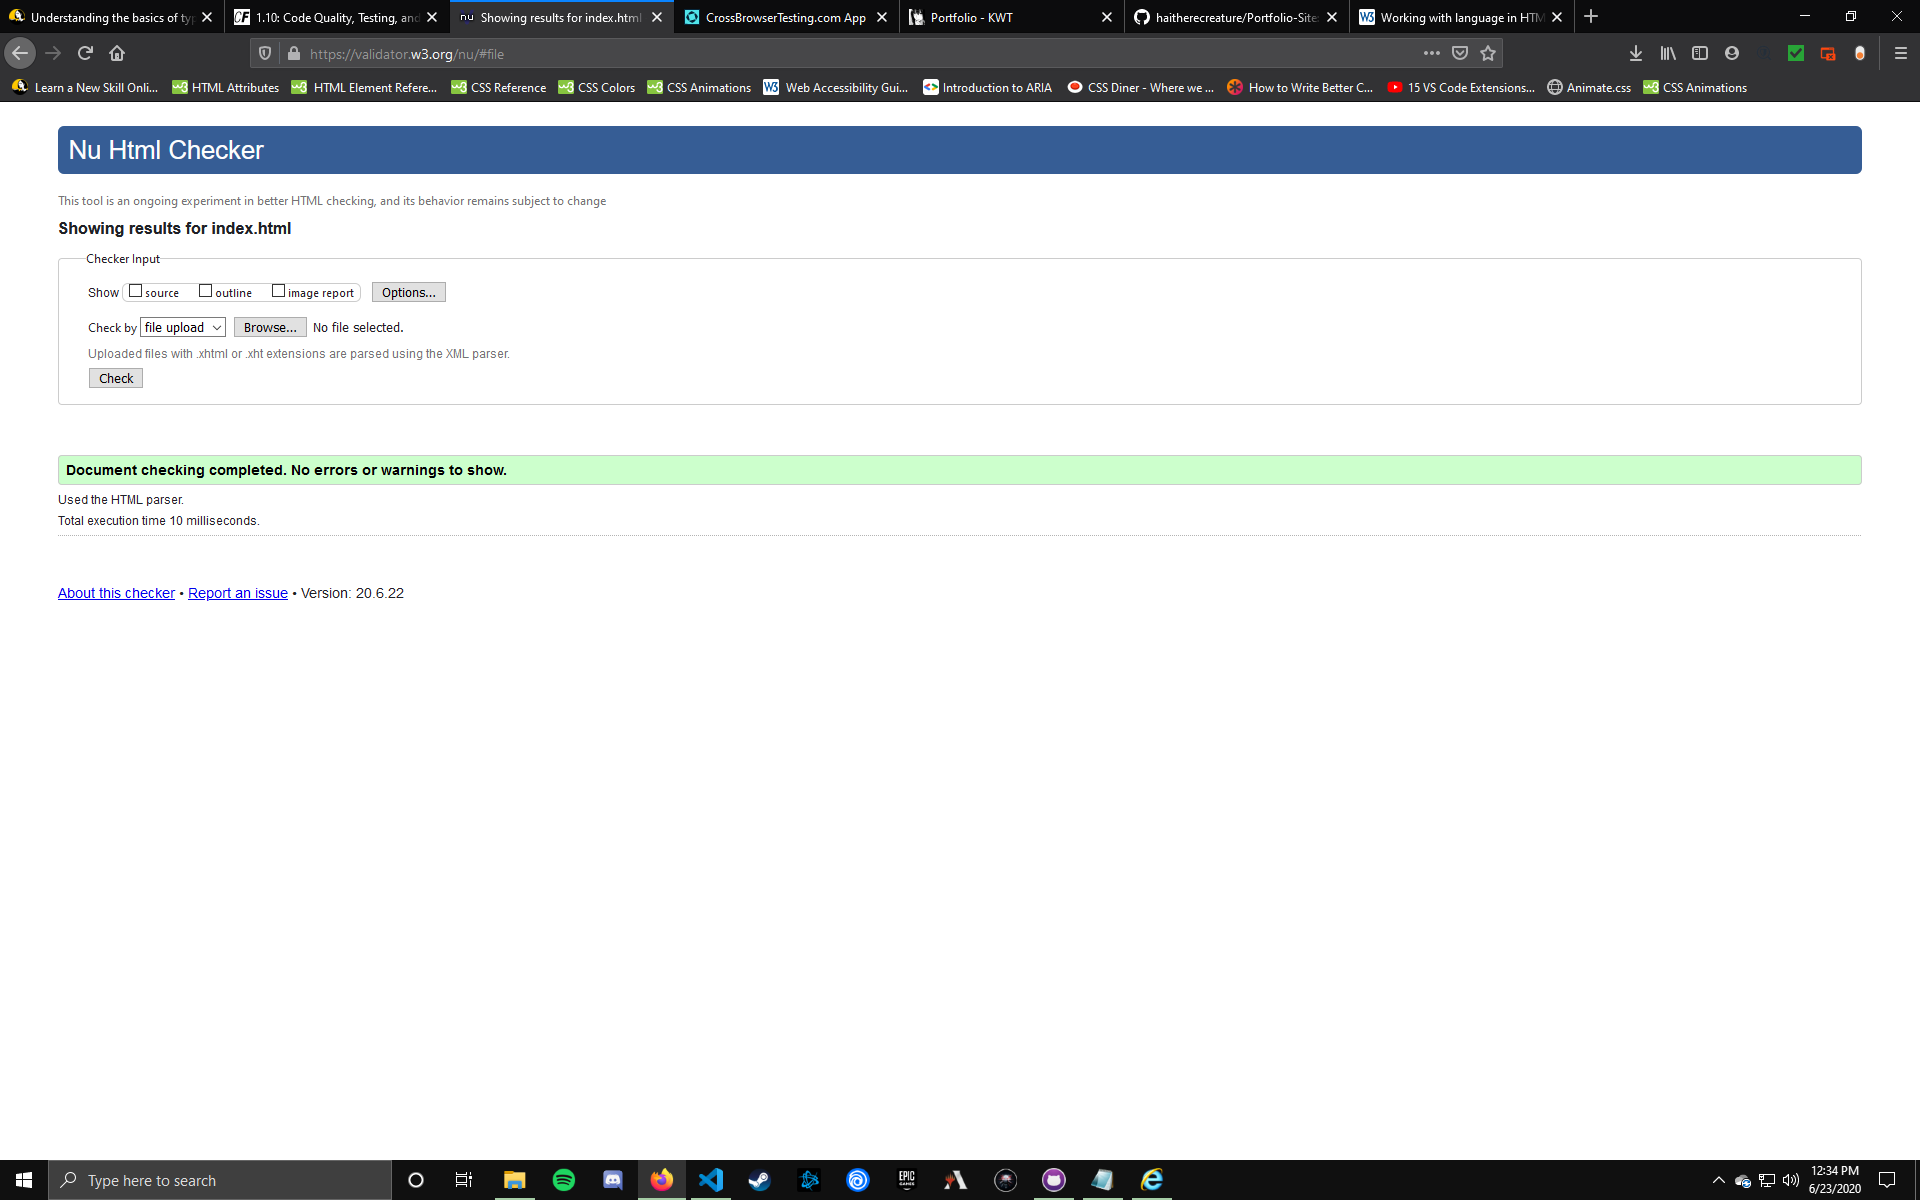 Understanding the basics of ty
1.10: Code Quality, Testing, and
Showing results for index.html
CrossBrowserTesting.com App
Portfolio - KWT
haitherecreature/Portfolio-Site
Working with language in HTM
https://validator.w3.org/nu/#file
Learn a New Skill Onli...
HTML Attributes
HTML Element Refere...
CSS Reference
CSS Colors
CSS Animations
Web Accessibility Gui...
Introduction to ARIA
CSS Diner - Where we ...
How to Write Better C...
15 VS Code Extensions...
Animate.css
CSS Animations
Nu Html Checker
This tool is an ongoing experiment in better HTML checking, and its behavior remains subject to change
Showing results for index.html
Checker Input
Show source outline image report Options...
Check by file upload Browse... No file selected.
Uploaded files with .xhtml or .xht extensions are parsed using the XML parser.
Check
Document checking completed. No errors or warnings to show.
Used the HTML parser.
Total execution time 10 milliseconds.
About this checker • Report an issue • Version: 20.6.22
Type here to search
EPIC
GAMES
12:34 PM
6/23/2020